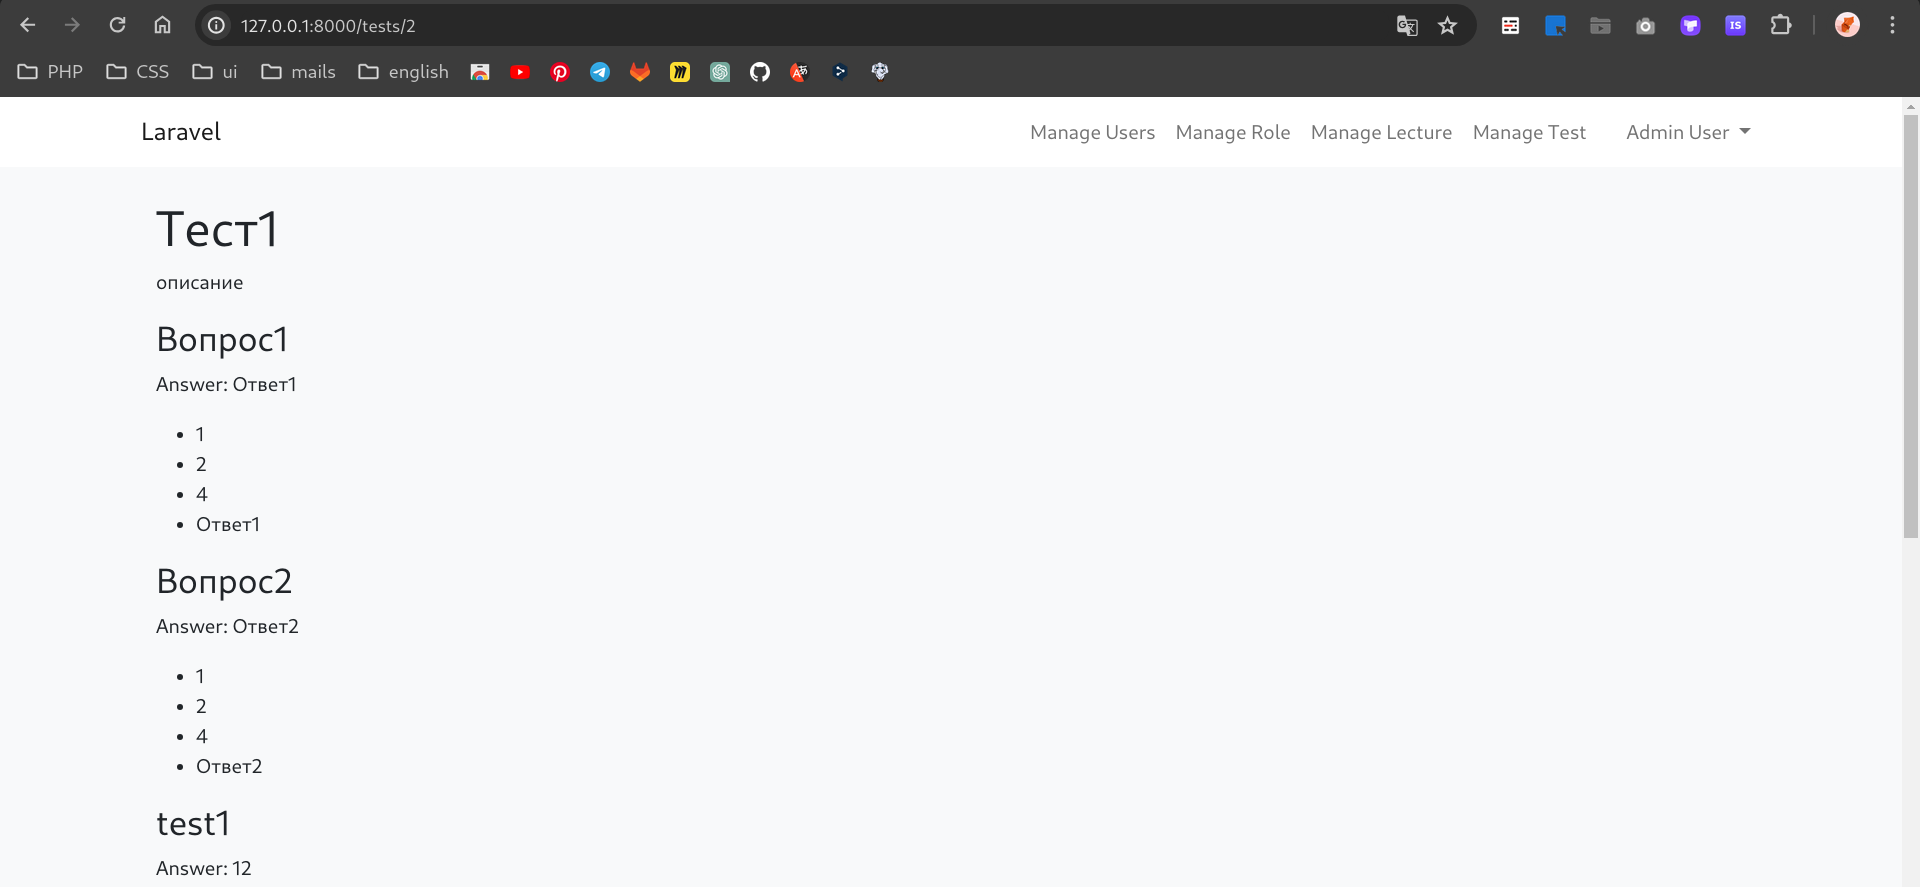 127.0.0.1:8000/tests/2
PHP CSS ui mails english
Laravel Manage Users Manage Role Manage Lecture Manage Test Admin User
Тест1
описание
Вопрос1
Answer: Ответ1
1
2
4
Ответ1
Вопрос2
Answer: Ответ2
1
2
4
Ответ2
test1
Answer: 12